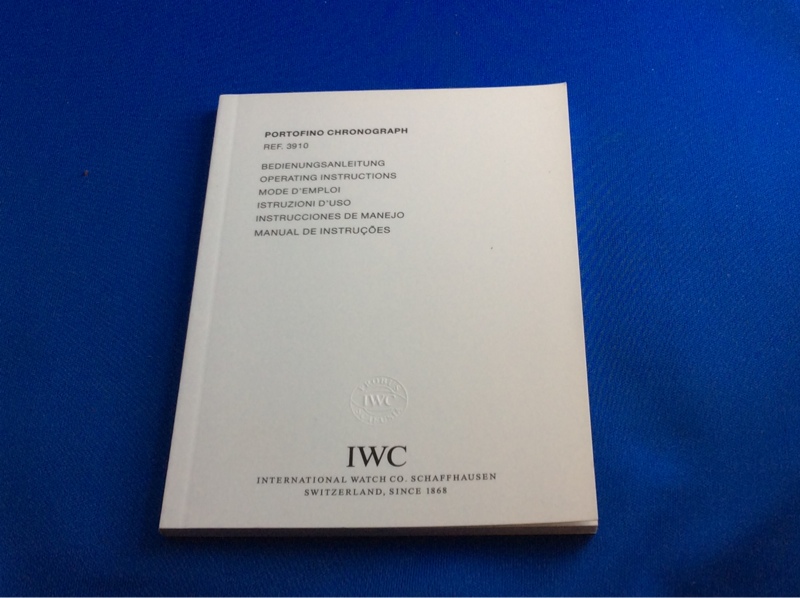 PORTOFINO CHRONOGRAPH
REF. 3910
BEDIENUNGSANLEITUNG
OPERATING INSTRUCTIONS
MODE D'EMPLOI
ISTRUZIONI D'USO
INSTRUCCIONES DE MANEJO
MANUAL DE INSTRUÇÕES
IWC
IWC
INTERNATIONAL WATCH CO. SCHAFFHAUSEN
SWITZERLAND, SINCE 1868